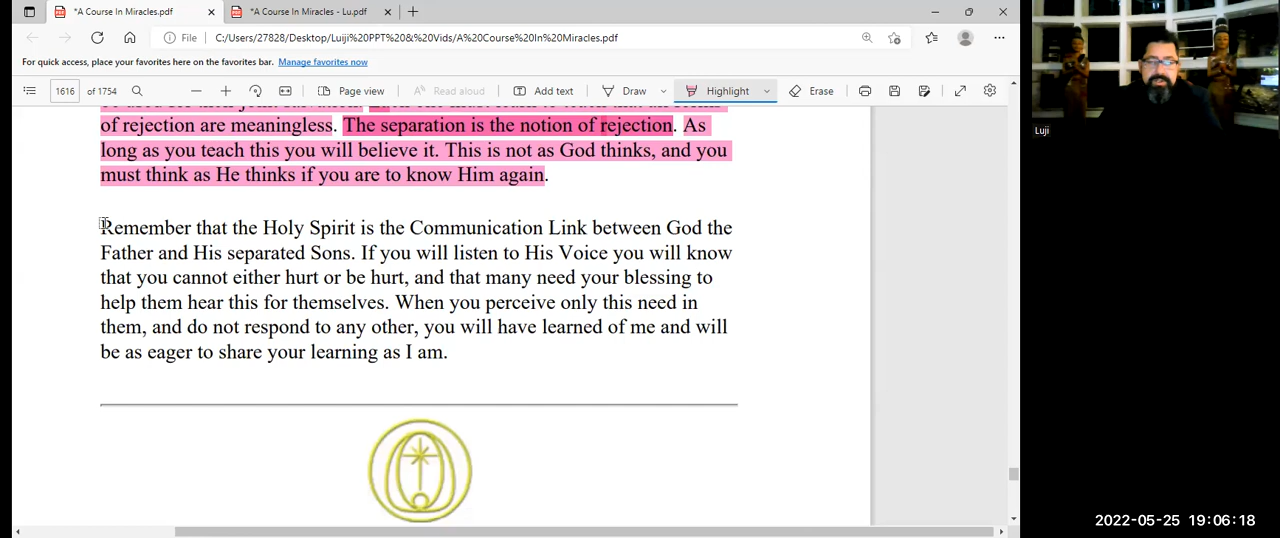 *A Course In Miracles.pdf
*A Course In Miracles - Lu.pdf
File
C:/Users/27828/Desktop/Luiji%20PPT%20&%20Vids/A%20Course%20In%20Miracles.pdf
For quick access, place your favorites here on the favorites bar. Manage favorites now
1616 of 1754
Page view
Read aloud
Add text
Draw
Highlight
Erase
of rejection are meaningless. The separation is the notion of rejection. As
long as you teach this you will believe it. This is not as God thinks, and you
must think as He thinks if you are to know Him again.
Remember that the Holy Spirit is the Communication Link between God the
Father and His separated Sons. If you will listen to His Voice you will know
that you cannot either hurt or be hurt, and that many need your blessing to
help them hear this for themselves. When you perceive only this need in
them, and do not respond to any other, you will have learned of me and will
be as eager to share your learning as I am.
Luji
2022-05-25 19:06:18